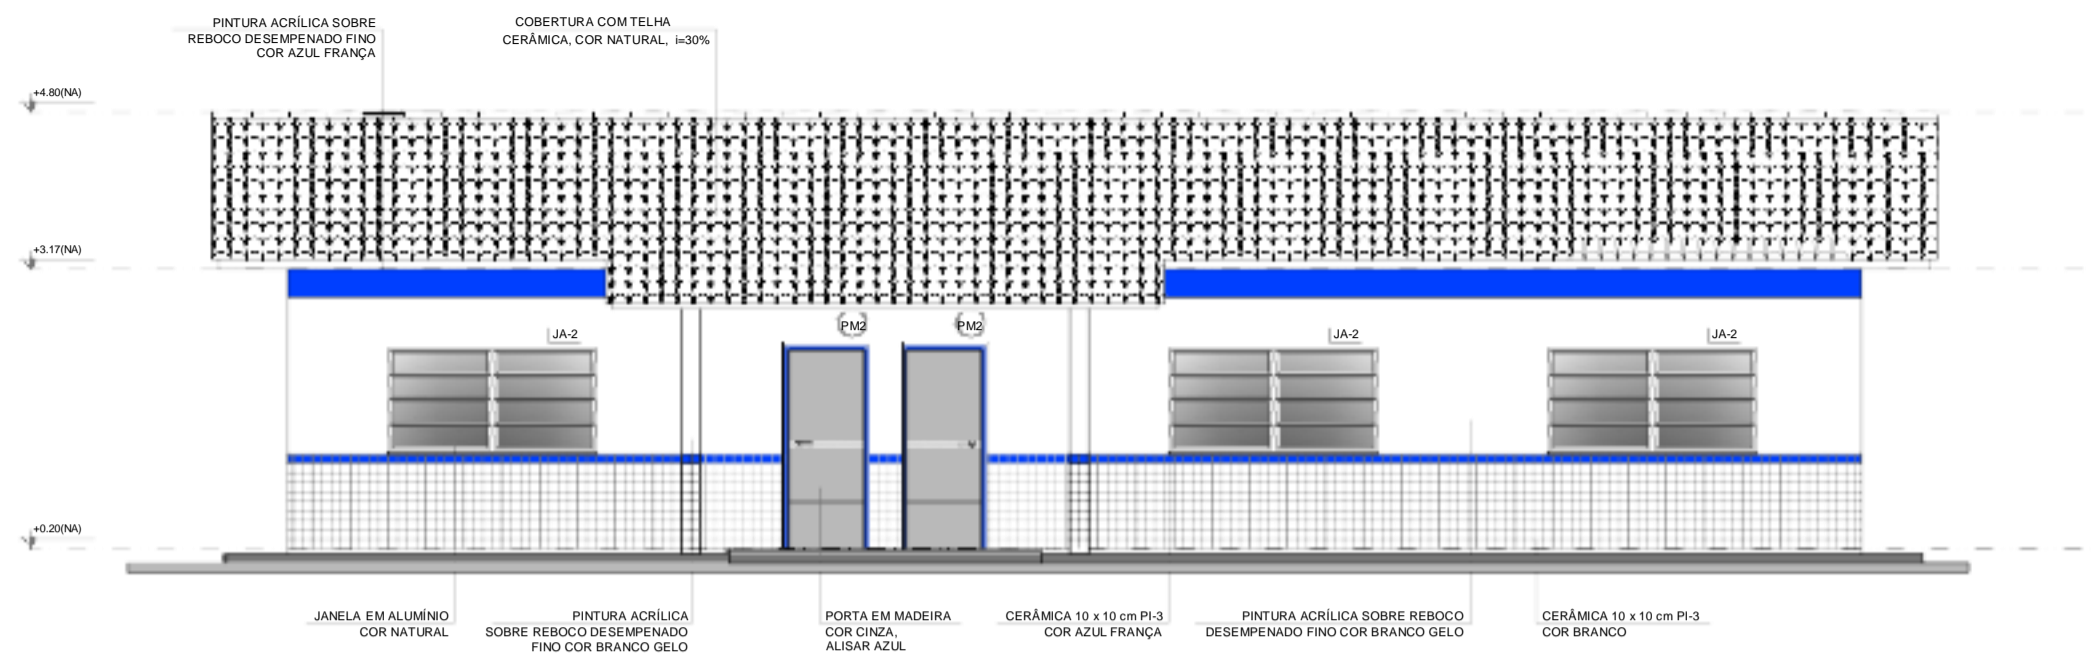 PINTURA ACRÍLICA SOBRE
REBOCO DESEMPENADO FINO
COR AZUL FRANÇA
COBERTURA COM TELHA
CERÂMICA, COR NATURAL, i=30%
+4.80(NA)
+3.17(NA)
PM2
PM2
JA-2
JA-2
JA-2
+0.20(NA)
JANELA EM ALUMÍNIO
COR NATURAL
PINTURA ACRÍLICA
SOBRE REBOCO DESEMPENADO
FINO COR BRANCO GELO
PORTA EM MADEIRA
COR CINZA,
ALISAR AZUL
CERÂMICA 10 x 10 cm PI-3
COR AZUL FRANÇA
PINTURA ACRÍLICA SOBRE REBOCO
DESEMPENADO FINO COR BRANCO GELO
CERÂMICA 10 x 10 cm PI-3
COR BRANCO